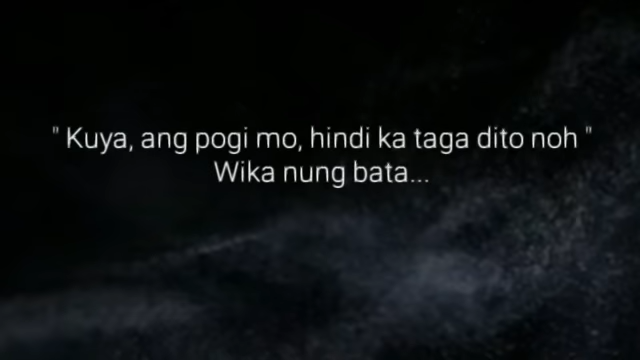 " Kuya, ang pogi mo, hindi ka taga dito noh "
Wika nung bata...